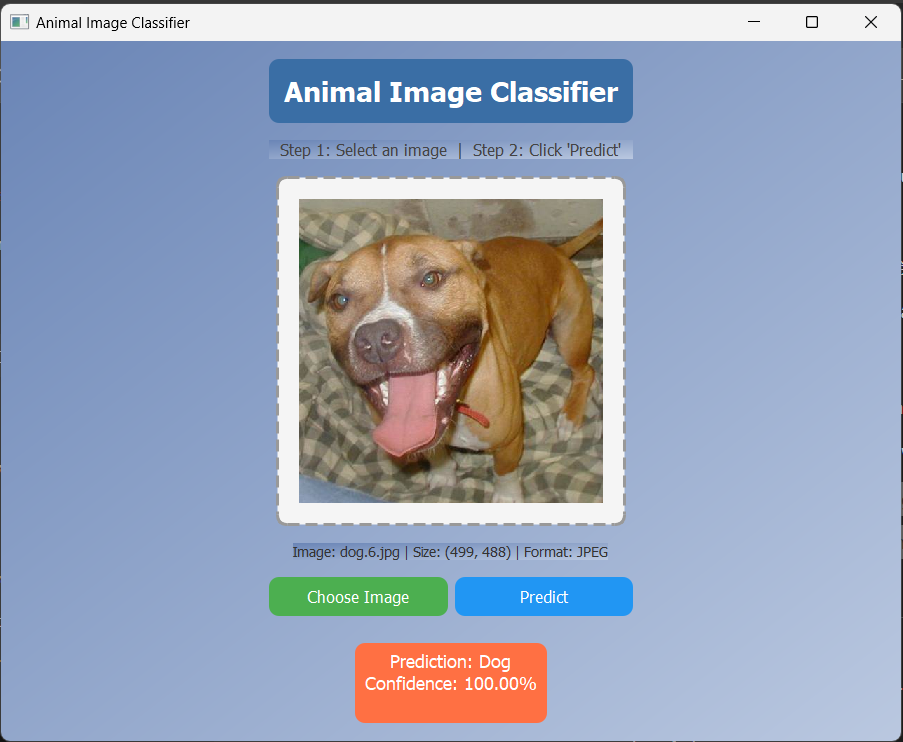 Animal Image Classifier
Animal Image Classifier
Step 1: Select an image | Step 2: Click 'Predict'
Image: dog.6.jpg | Size: (499, 488) | Format: JPEG
Choose Image Predict
Prediction: Dog
Confidence: 100.00%